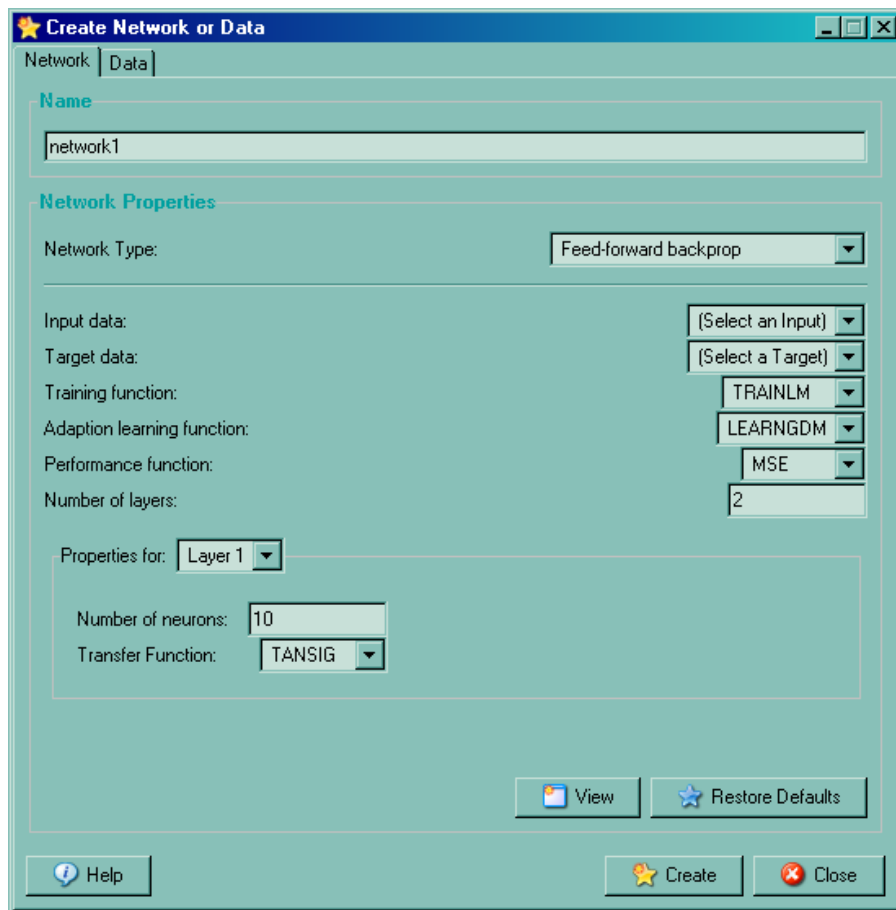 Create Network or Data
Network Data
Name
network1
Network Properties
Network Type: Feed-forward backprop
Input data: (Select an Input)
Target data: (Select a Target)
Training function: TRAINLM
Adaption learning function: LEARNGDM
Performance function: MSE
Number of layers: 2
Properties for: Layer 1
Number of neurons: 10
Transfer Function: TANSIG
View Restore Defaults
Help Create Close